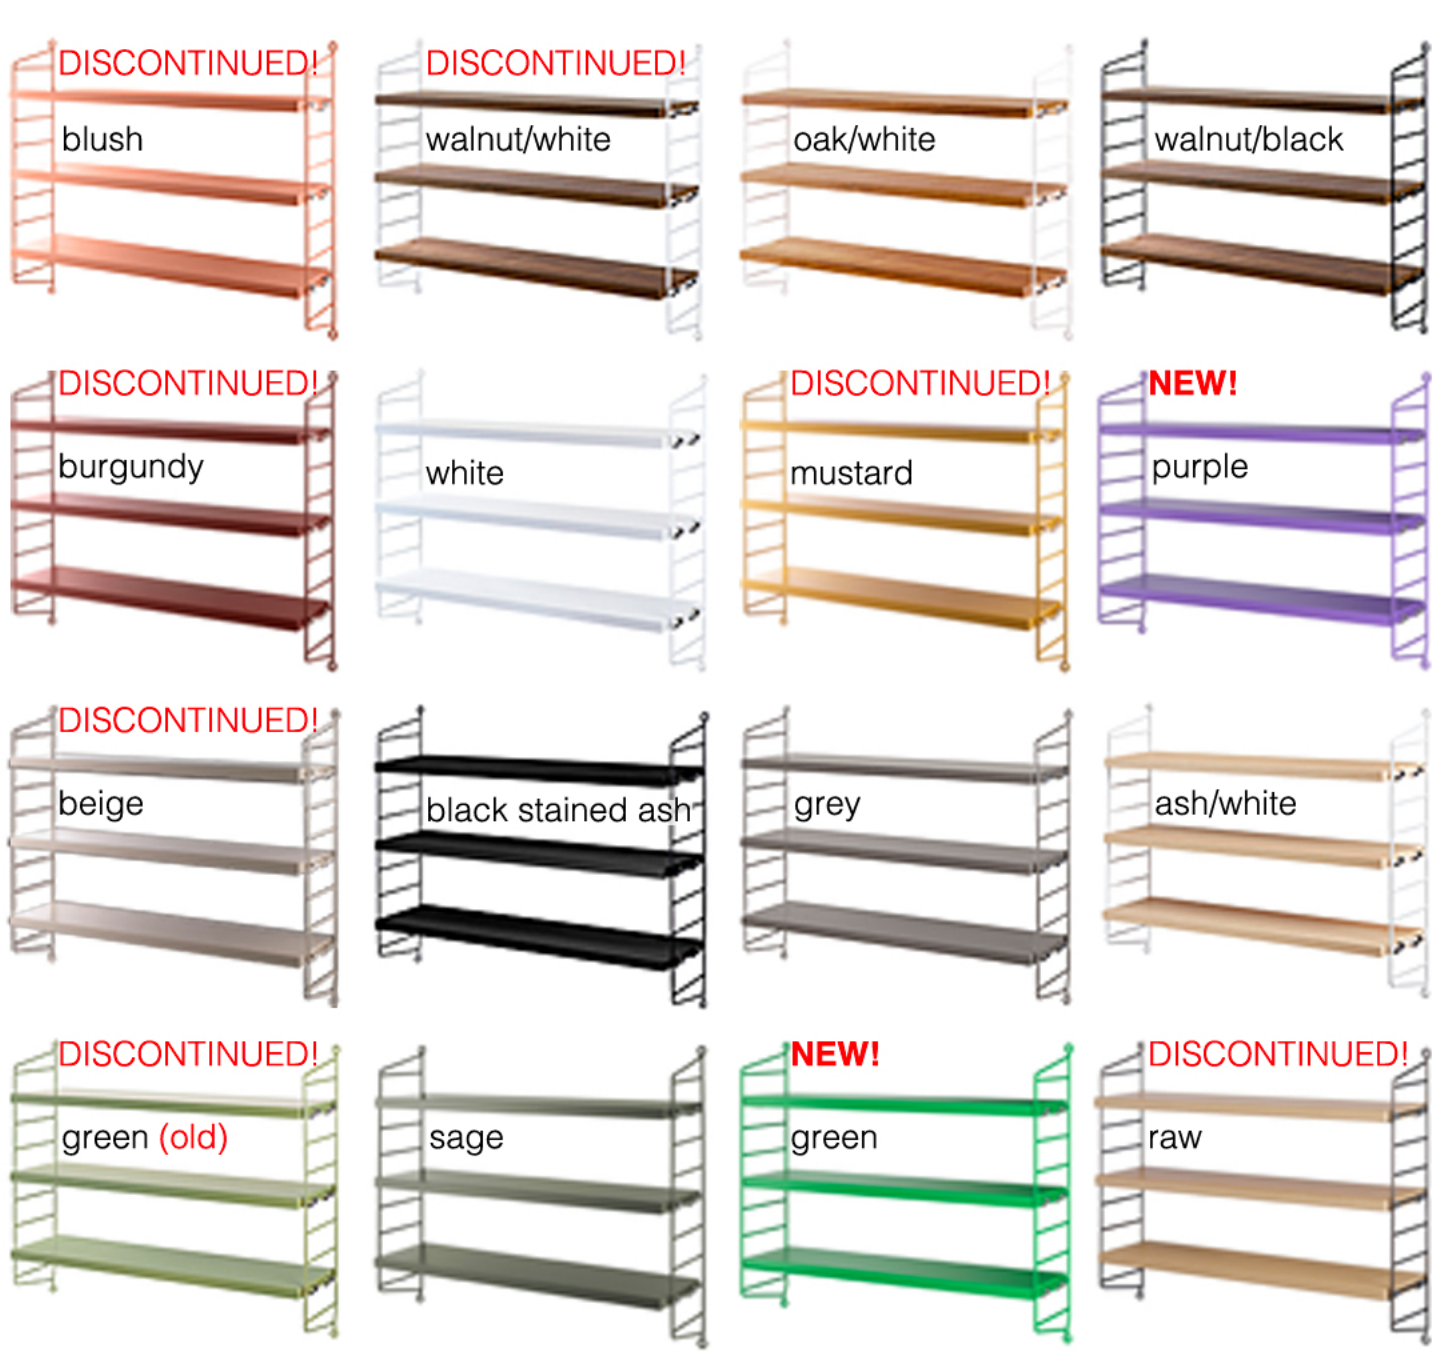 DISCONTINUED!
blush
DISCONTINUED!
walnut/white
oak/white
walnut/black
DISCONTINUED!
burgundy
white
DISCONTINUED!
mustard
NEW!
purple
DISCONTINUED!
beige
black stained ash
grey
ash/white
DISCONTINUED!
green (old)
sage
NEW!
green
DISCONTINUED!
raw